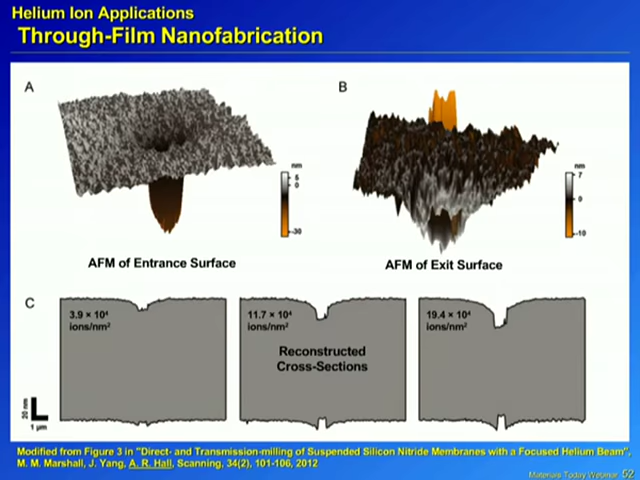 Helium Ion Applications
Through-Film Nanofabrication
A
B
nm
5
0
-30
nm
7
0
-10
AFM of Entrance Surface
AFM of Exit Surface
C
3.9 × 10⁴
ions/nm²
11.7 × 10⁴
ions/nm²
19.4 × 10⁴
ions/nm²
Reconstructed
Cross-Sections
20 nm
1 µm
Modified from Figure 3 in "Direct- and Transmission-milling of Suspended Silicon Nitride Membranes with a Focused Helium Beam",
M. M. Marshall, J. Yang, A. R. Hall, Scanning, 34(2), 101-106, 2012
Materials Today Webinar 52